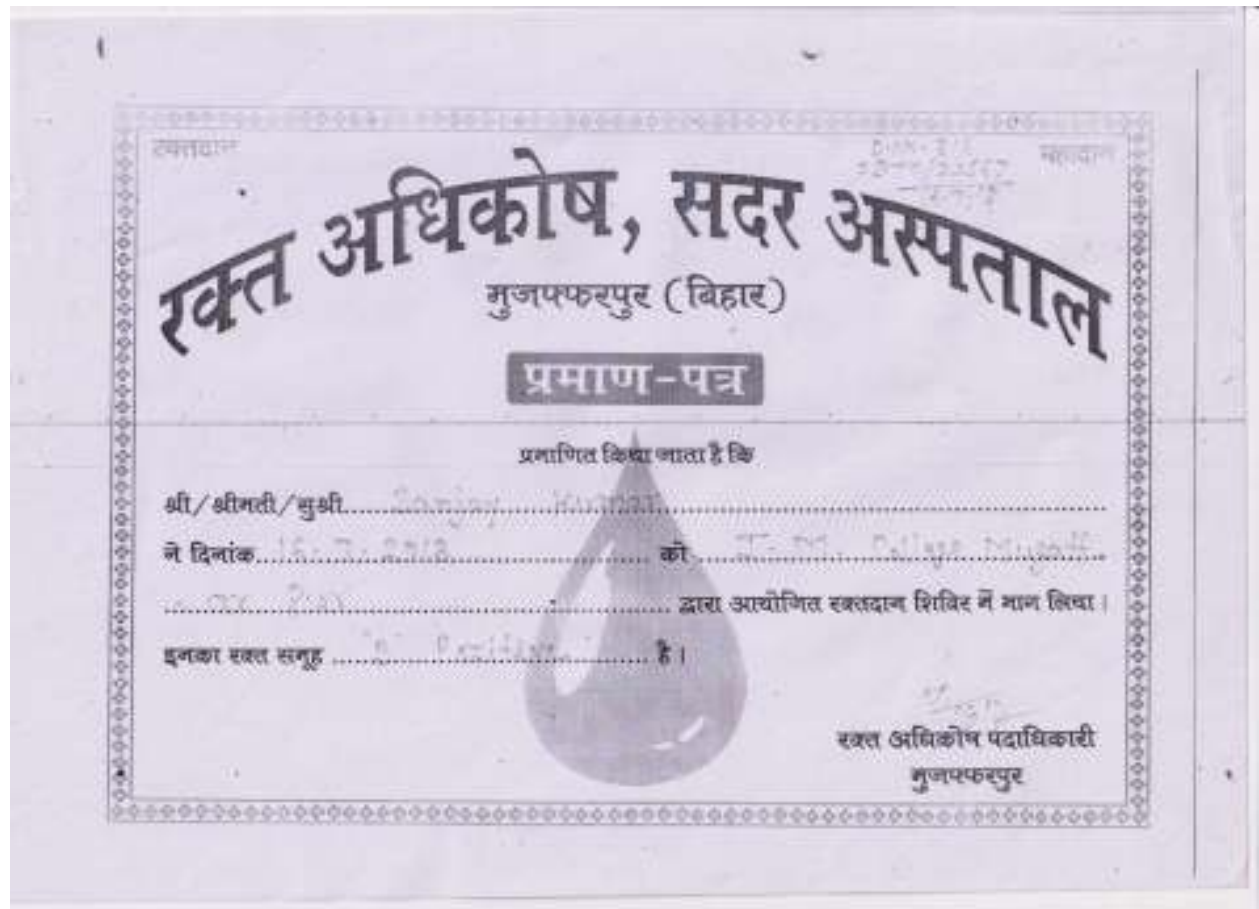 रक्तदान महादान
रक्त अधिकोष, सदर अस्पताल
मुजफ्फरपुर (बिहार)
प्रमाण-पत्र
प्रमाणित किया जाता है कि
श्री/श्रीमती/सुश्री Sanjay Kumar
ने दिनांक को
द्वारा आयोजित रक्तदान शिविर में भाग लिया।
इनका रक्त समूह है।
रक्त अधिकोष पदाधिकारी
मुजफ्फरपुर